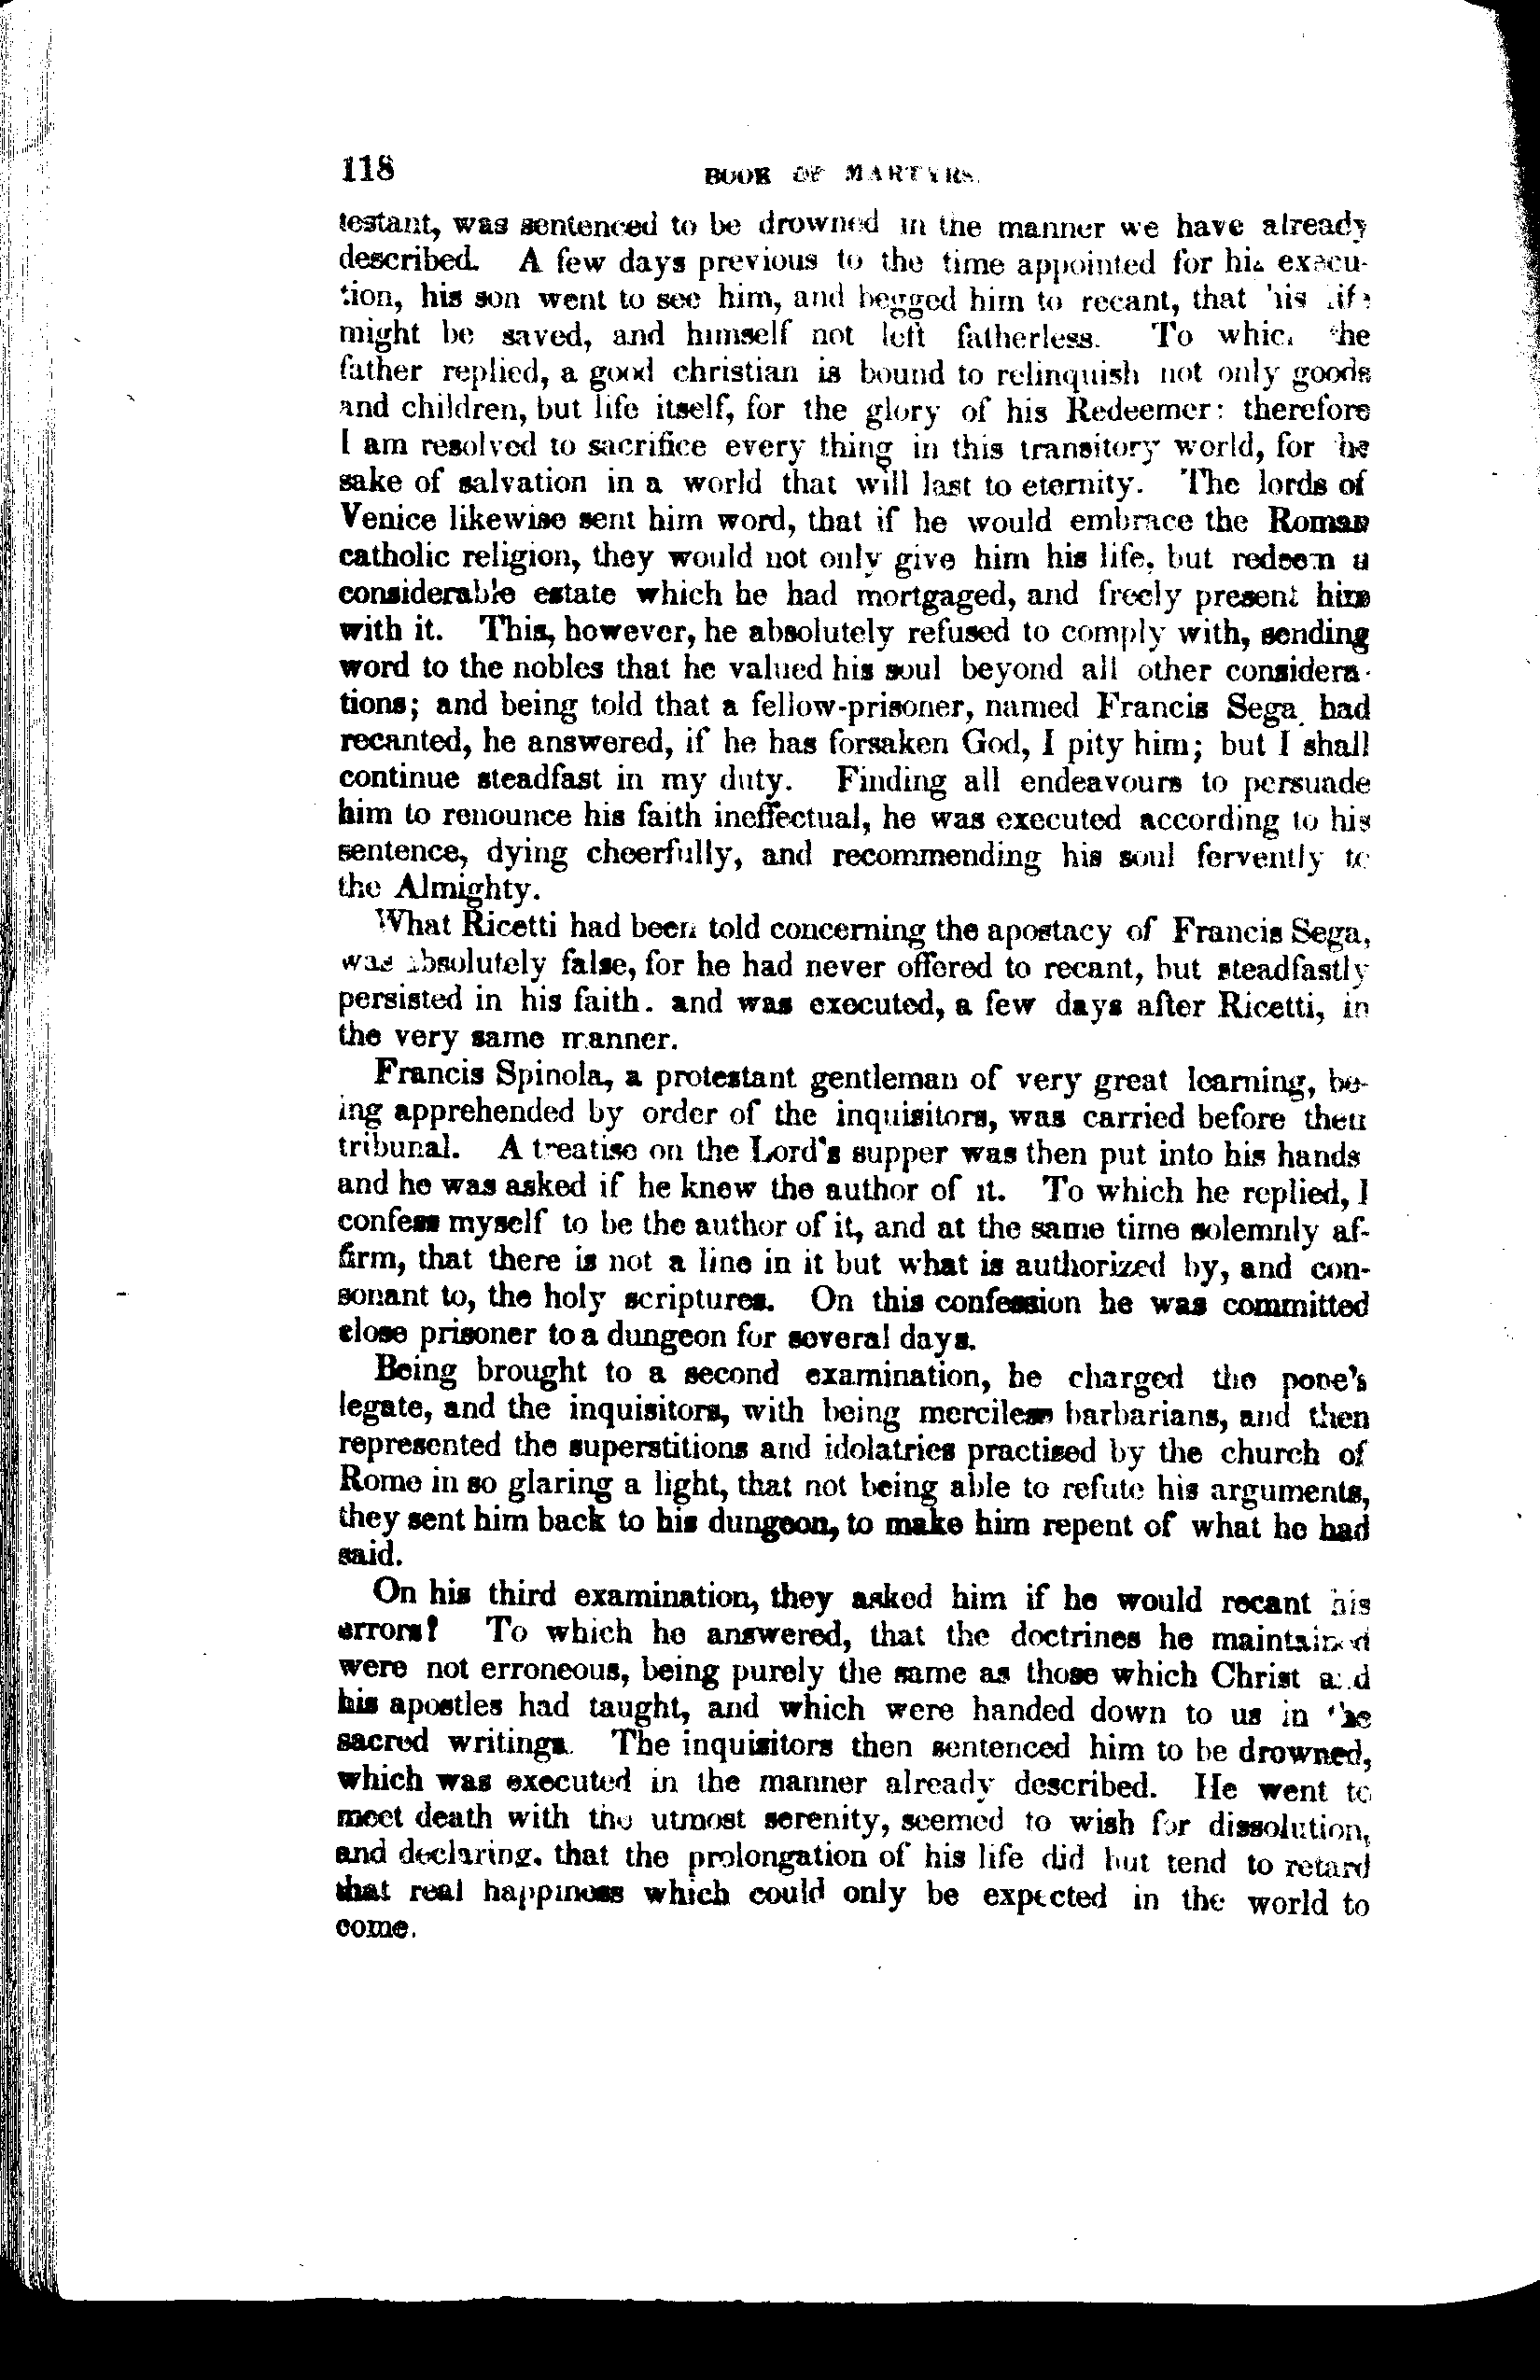 118 BOOK OF MARTYRS.
testant, was sentenced to be drowned in the manner we have already
described. A few days previous to the time appointed for his execu-
tion, his son went to see him, and begged him to recant, that his life
might be saved, and himself not left fatherless. To which the
father replied, a good christian is bound to relinquish not only goods
and children, but life itself, for the glory of his Redeemer: therefore
I am resolved to sacrifice every thing in this transitory world, for the
sake of salvation in a world that will last to eternity. The lords of
Venice likewise sent him word, that if he would embrace the Roman
catholic religion, they would not only give him his life, but redeem a
considerable estate which he had mortgaged, and freely present him
with it. This, however, he absolutely refused to comply with, sending
word to the nobles that he valued his soul beyond all other considera-
tions; and being told that a fellow-prisoner, named Francis Sega, had
recanted, he answered, if he has forsaken God, I pity him; but I shall
continue steadfast in my duty. Finding all endeavours to persuade
him to renounce his faith ineffectual, he was executed according to his
sentence, dying cheerfully, and recommending his soul fervently to
the Almighty.
What Ricetti had been told concerning the apostacy of Francis Sega,
was absolutely false, for he had never offered to recant, but steadfastly
persisted in his faith, and was executed, a few days after Ricetti, in
the very same manner.
Francis Spinola, a protestant gentleman of very great learning, be-
ing apprehended by order of the inquisitors, was carried before their
tribunal. A treatise on the Lord's supper was then put into his hands
and he was asked if he knew the author of it. To which he replied, I
confess myself to be the author of it, and at the same time solemnly af-
firm, that there is not a line in it but what is authorized by, and con-
sonant to, the holy scriptures. On this confession he was committed
close prisoner to a dungeon for several days.
Being brought to a second examination, he charged the pope's
legate, and the inquisitors, with being merciless barbarians, and then
represented the superstitions and idolatries practised by the church of
Rome in so glaring a light, that not being able to refute his arguments,
they sent him back to his dungeon, to make him repent of what he had
said.
On his third examination, they asked him if he would recant his
errors? To which he answered, that the doctrines he maintained
were not erroneous, being purely the same as those which Christ and
his apostles had taught, and which were handed down to us in the
sacred writings. The inquisitors then sentenced him to be drowned,
which was executed in the manner already described. He went to
meet death with the utmost serenity, seemed to wish for dissolution,
and declaring, that the prolongation of his life did but tend to retard
that real happiness which could only be expected in the world to
come.